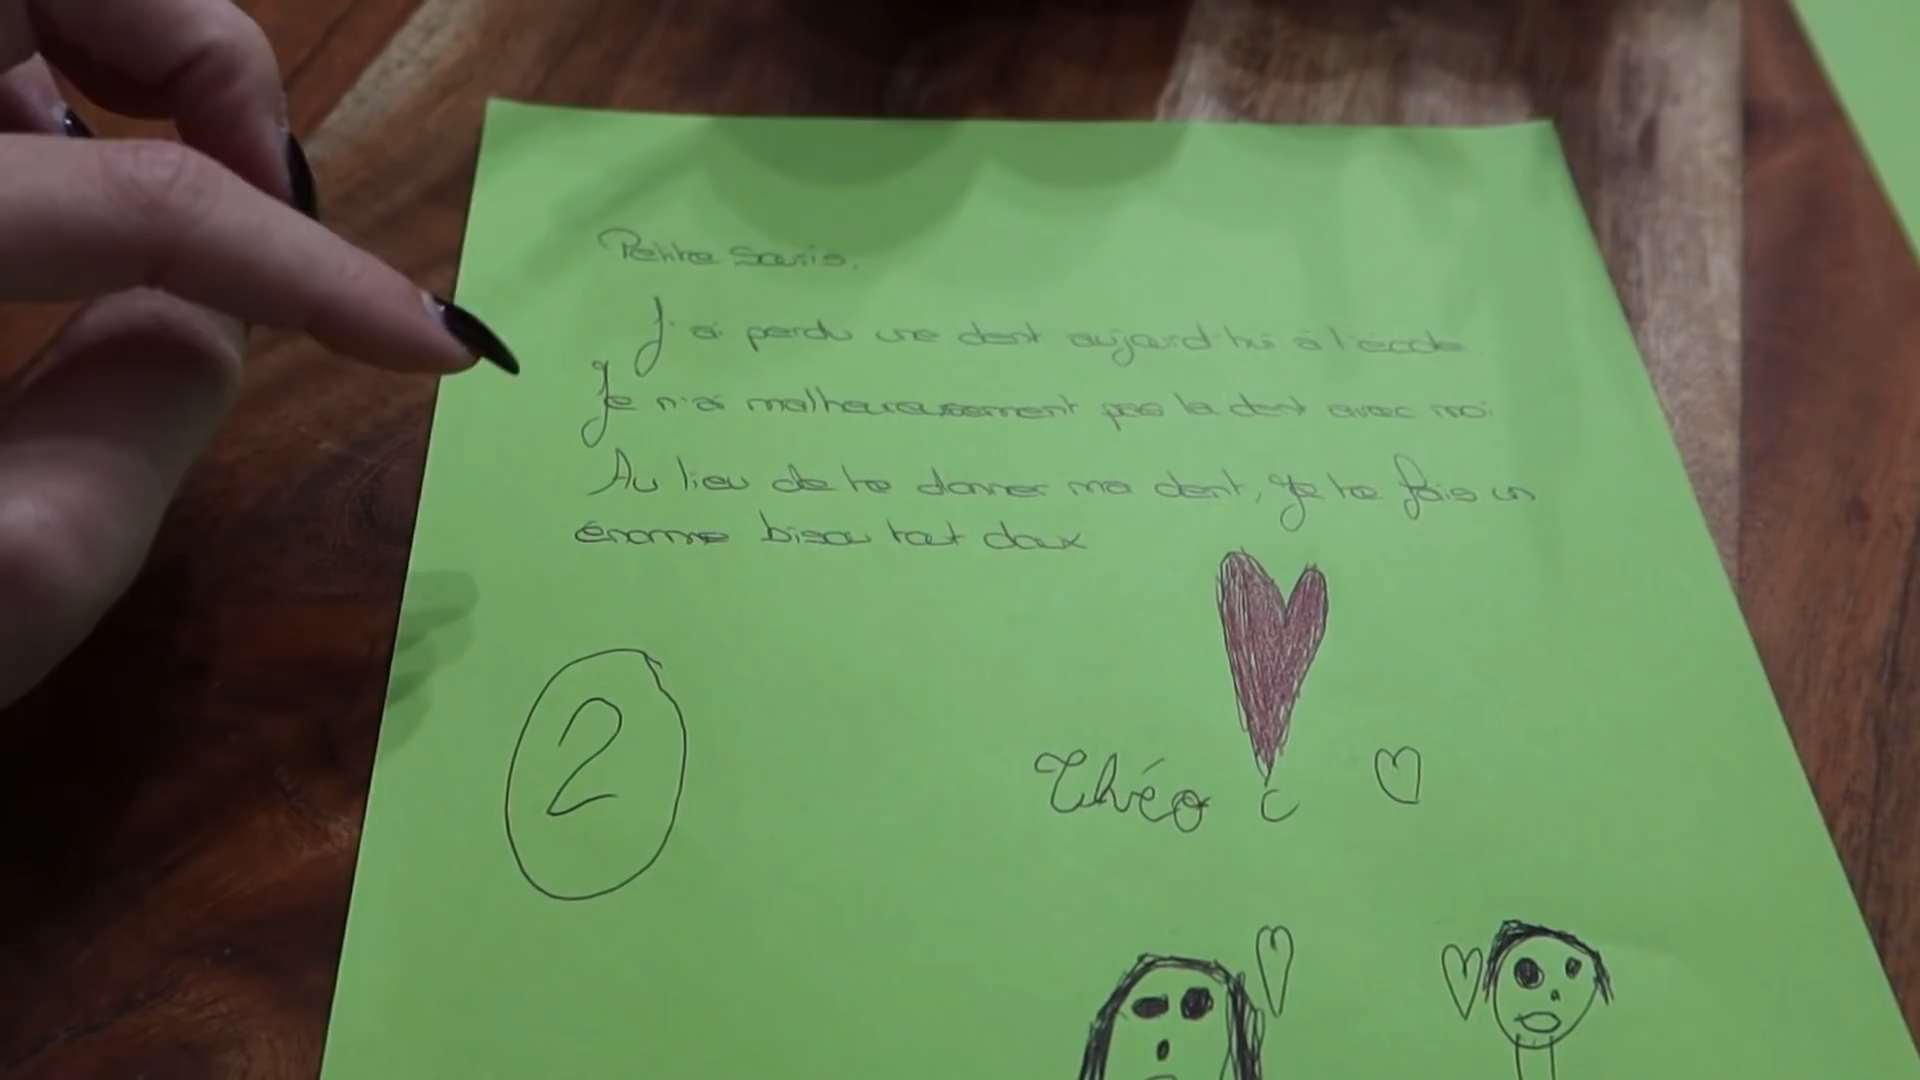 Petite Souris,
J'ai perdu une dent aujourd'hui à l'école
Je n'ai malheureusement pas la dent avec moi
Au lieu de te donner ma dent, je te fais un
énorme bisou tout doux
2
Théo C